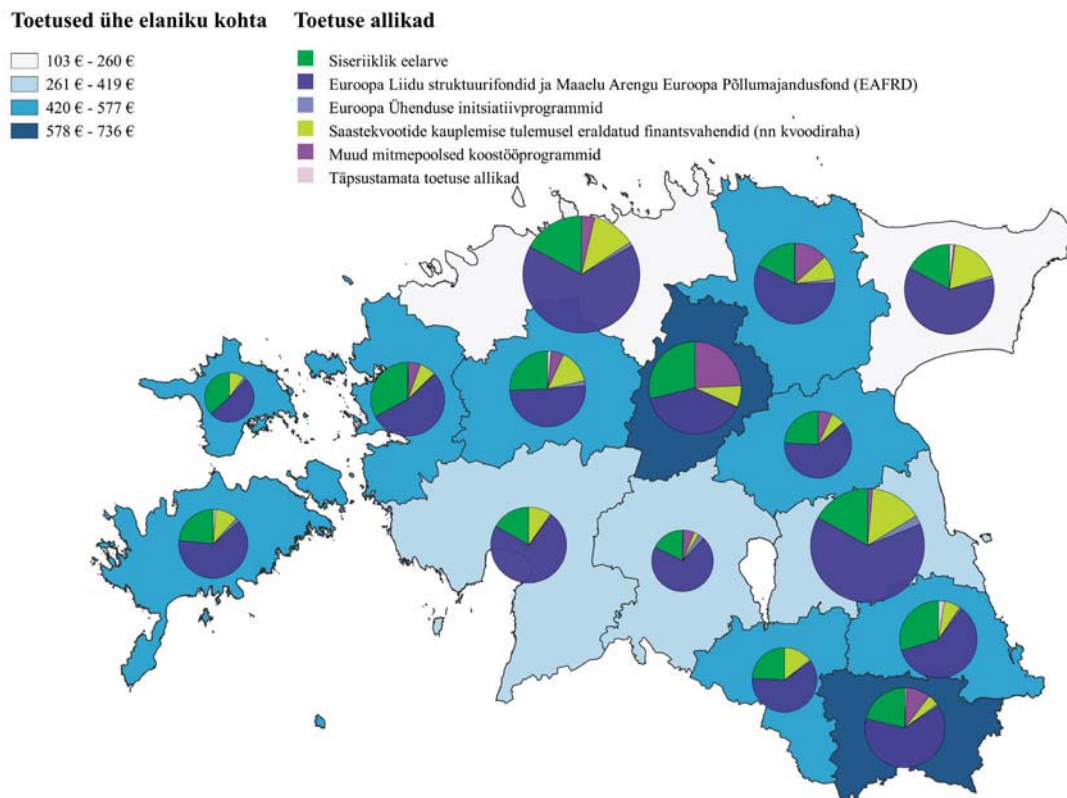 Toetused ühe elaniku kohta
103 € - 260 €
261 € - 419 €
420 € - 577 €
578 € - 736 €
Toetuse allikad
Siseriiklik eelarve
Euroopa Liidu struktuurifondid ja Maaelu Arengu Euroopa Põllumajandusfond (EAFRD)
Euroopa Ühenduse initsiatiivprogrammid
Saastekvootide kauplemise tulemusel eraldatud finantsvahendid (nn kvoodiraha)
Muud mitmepoolsed koostööprogrammid
Täpsustamata toetuse allikad